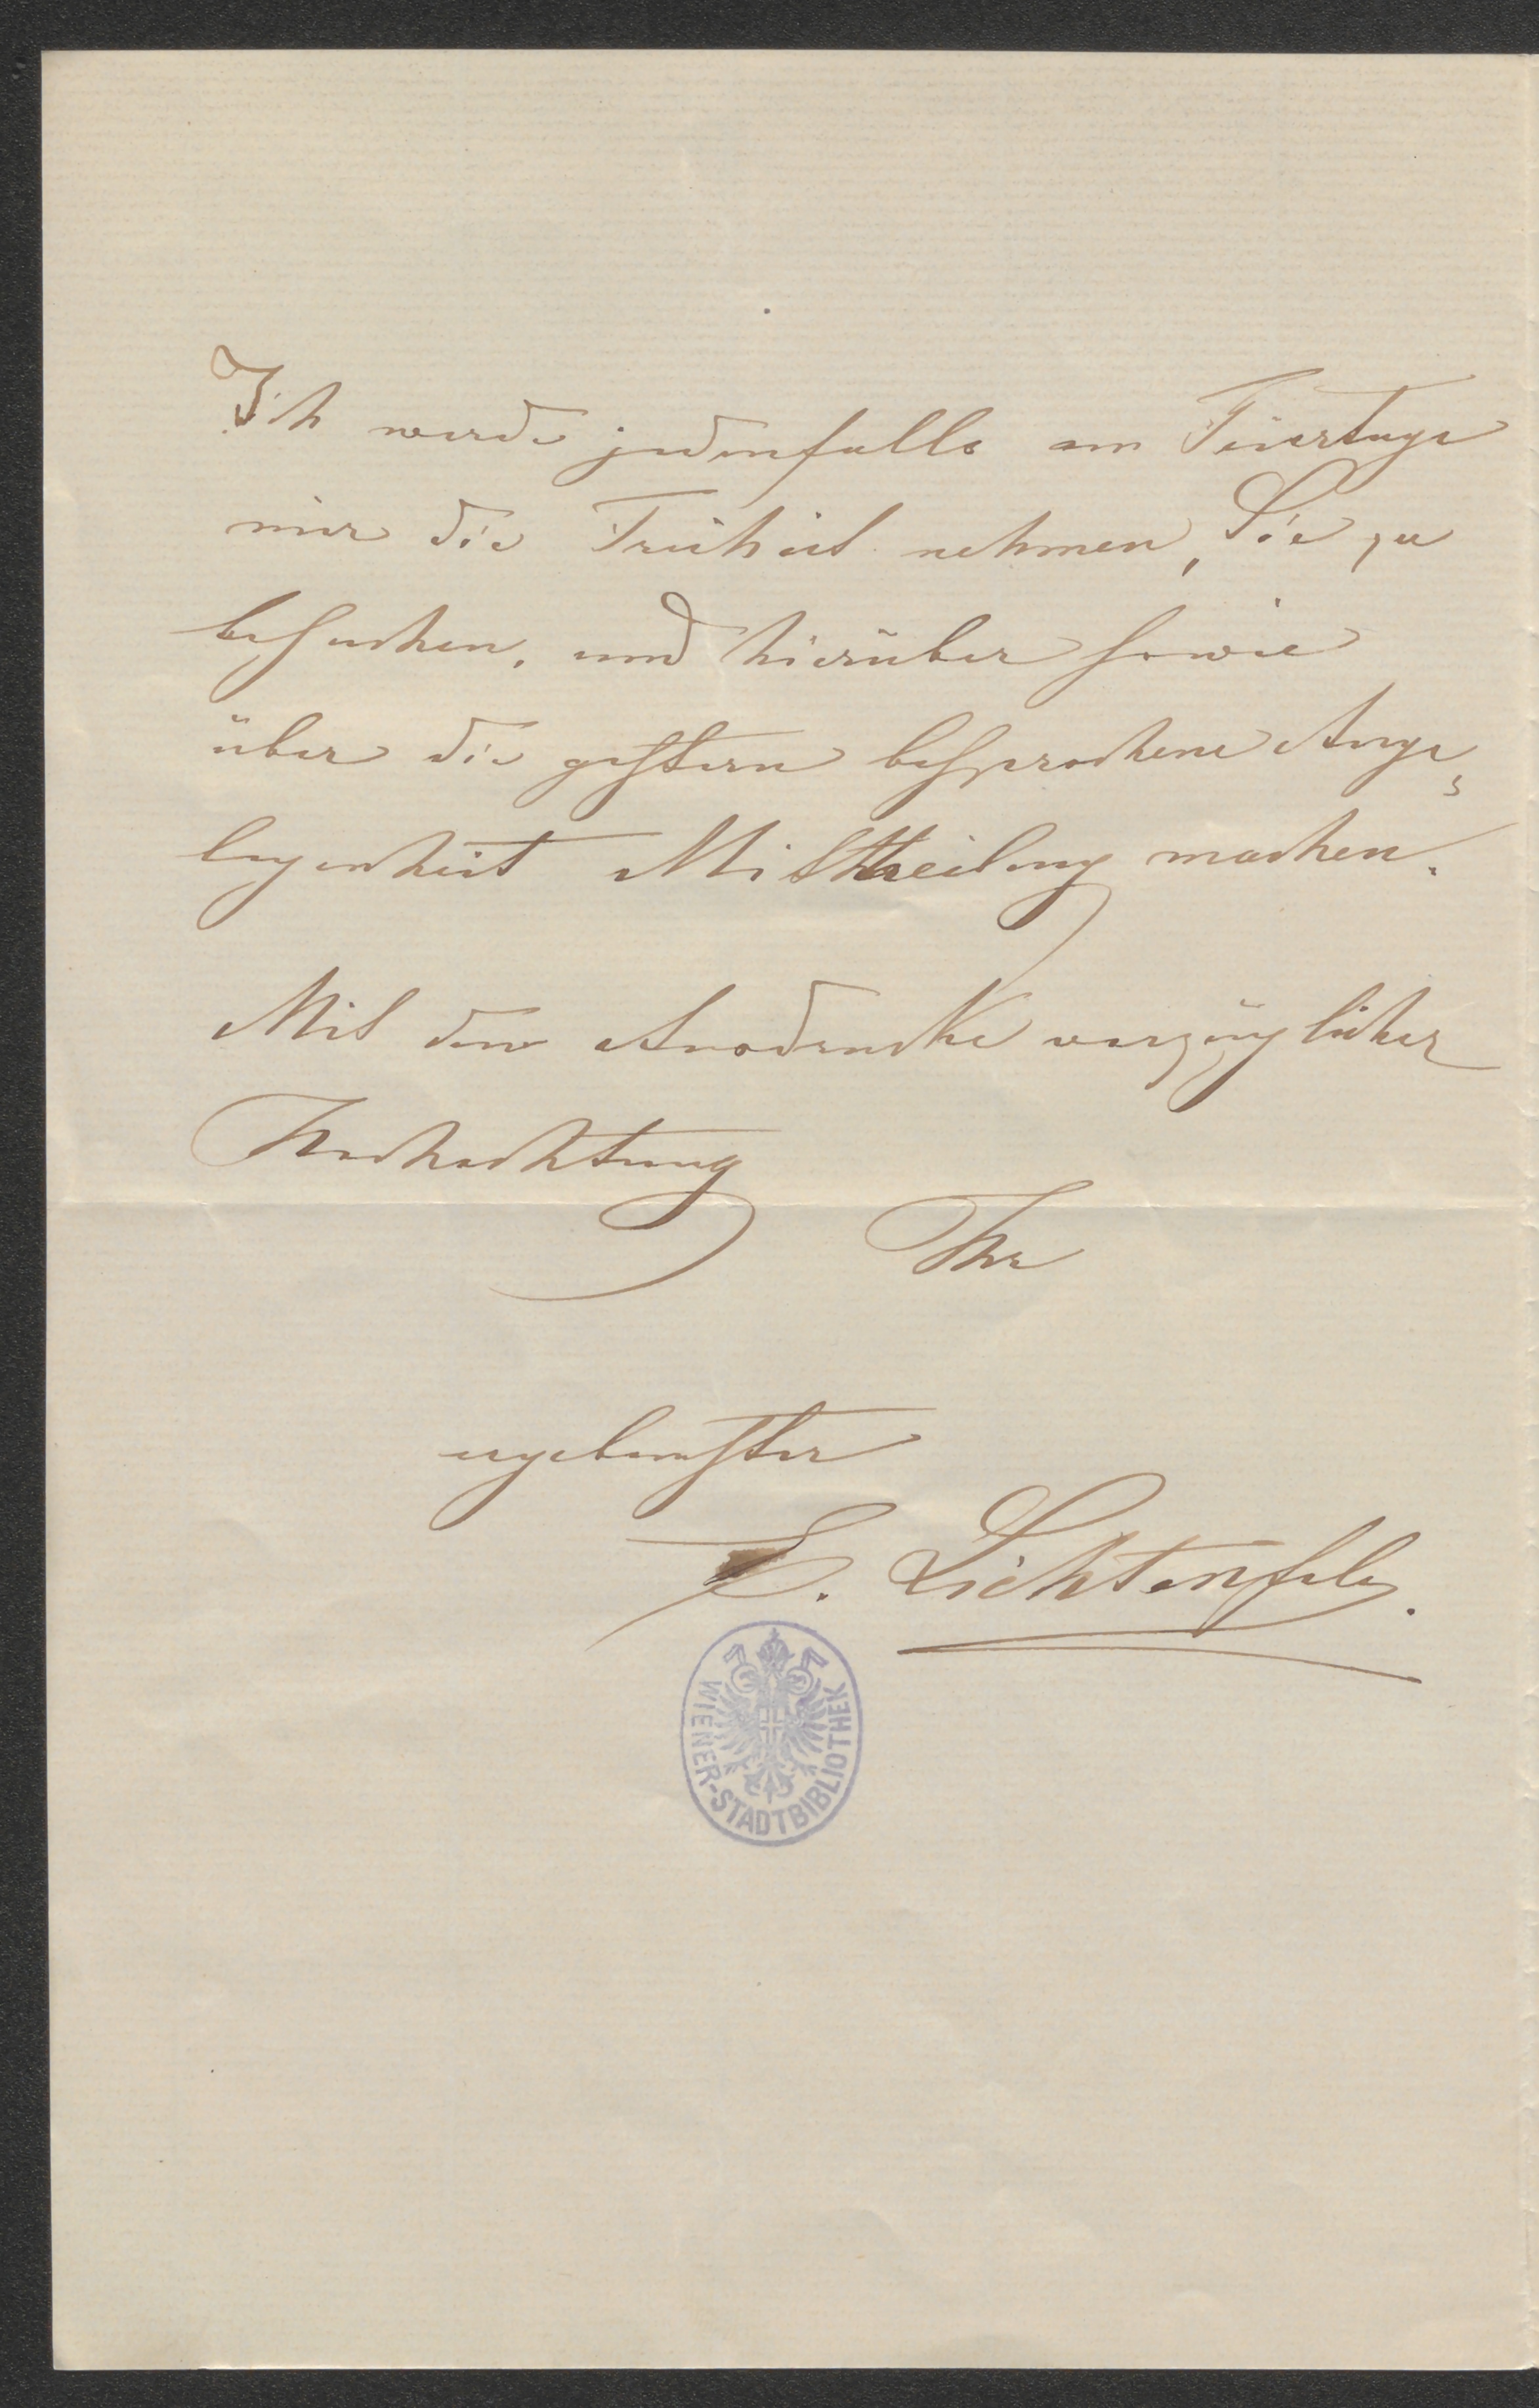 Ich werde jedenfalls am Feiertage
mir die Freiheit nehmen, Sie zu
besuchen, und hierüber sowie
über die gestern besprochene Ange¬
legenheit Mittheilung machen.
Mit dem Ausdrucke vorzüglicher
Hochachtung
Ihr
ergebenster
E. Lichtenfels.
WIENER-STADTBIBLIOTHEK